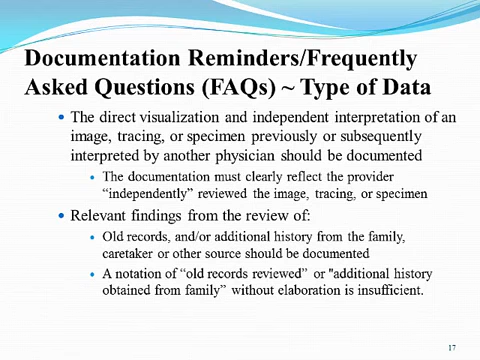 Documentation Reminders/Frequently
Asked Questions (FAQs) ~ Type of Data
• The direct visualization and independent interpretation of an
image, tracing, or specimen previously or subsequently
interpreted by another physician should be documented
• The documentation must clearly reflect the provider
“independently” reviewed the image, tracing, or specimen
• Relevant findings from the review of:
• Old records, and/or additional history from the family,
caretaker or other source should be documented
• A notation of “old records reviewed” or "additional history
obtained from family” without elaboration is insufficient.
17